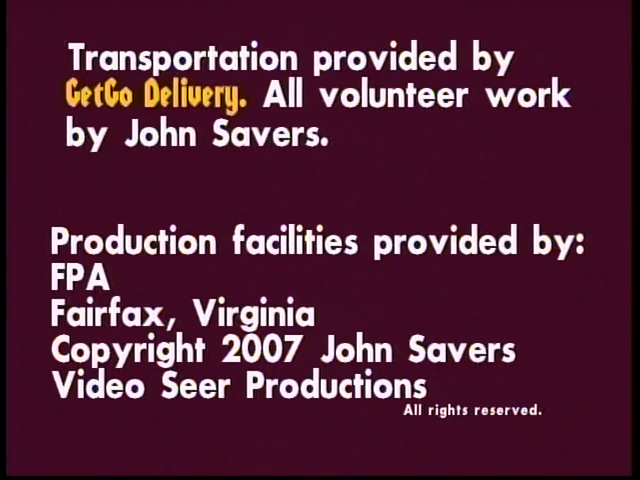 Transportation provided by
GetGo Delivery. All volunteer work
by John Savers.
Production facilities provided by:
FPA
Fairfax, Virginia
Copyright 2007 John Savers
Video Seer Productions
All rights reserved.